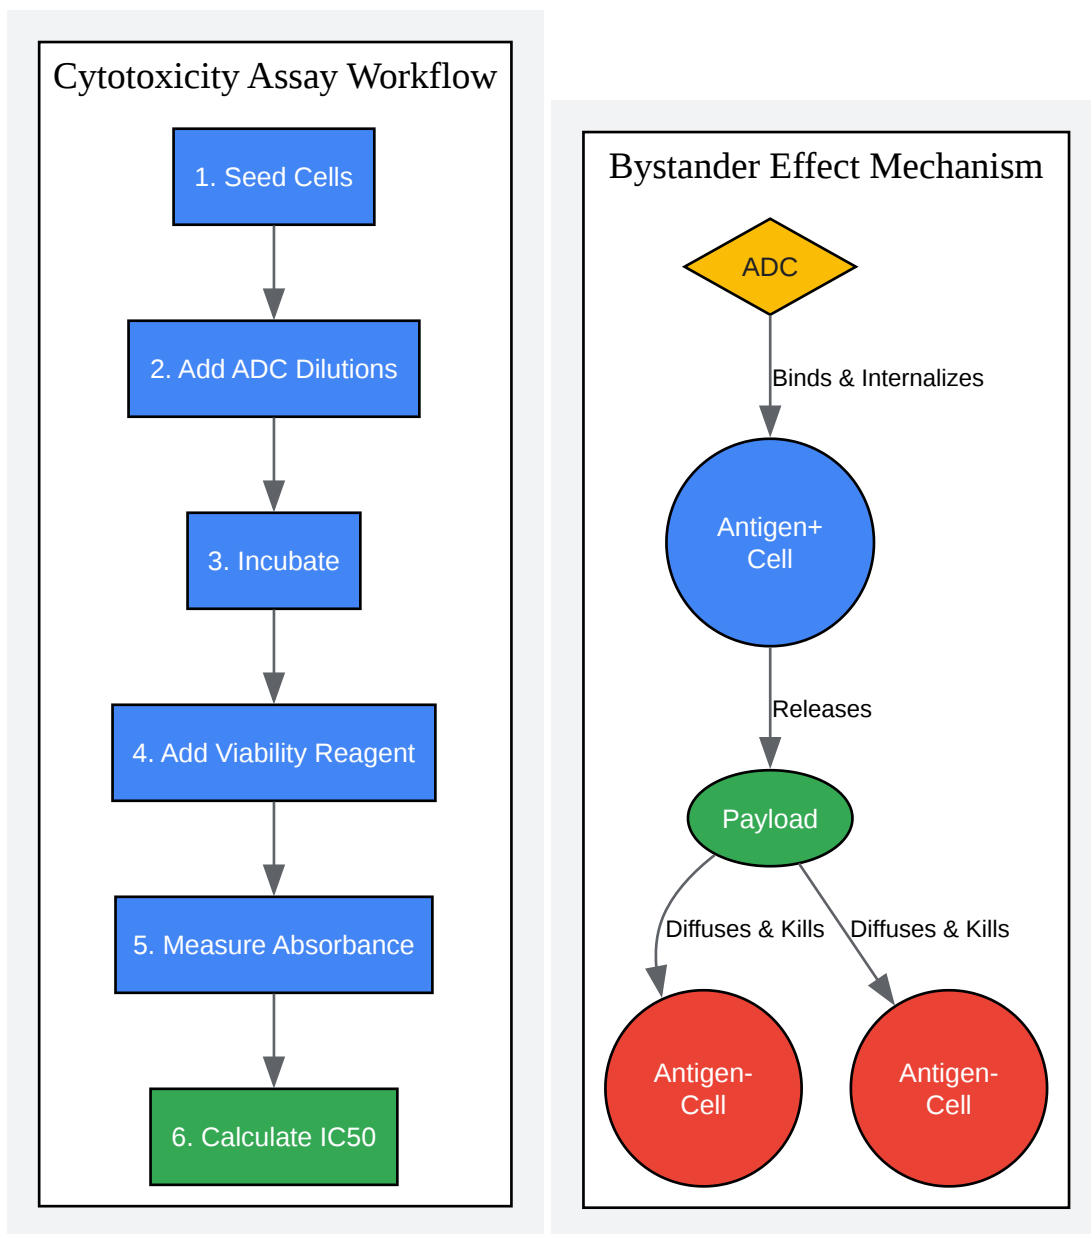 Cytotoxicity Assay Workflow
1. Seed Cells
2. Add ADC Dilutions
3. Incubate
4. Add Viability Reagent
5. Measure Absorbance
6. Calculate IC50
Bystander Effect Mechanism
ADC
Binds & Internalizes
Antigen+
Cell
Releases
Payload
Diffuses & Kills
Diffuses & Kills
Antigen-
Cell
Antigen-
Cell